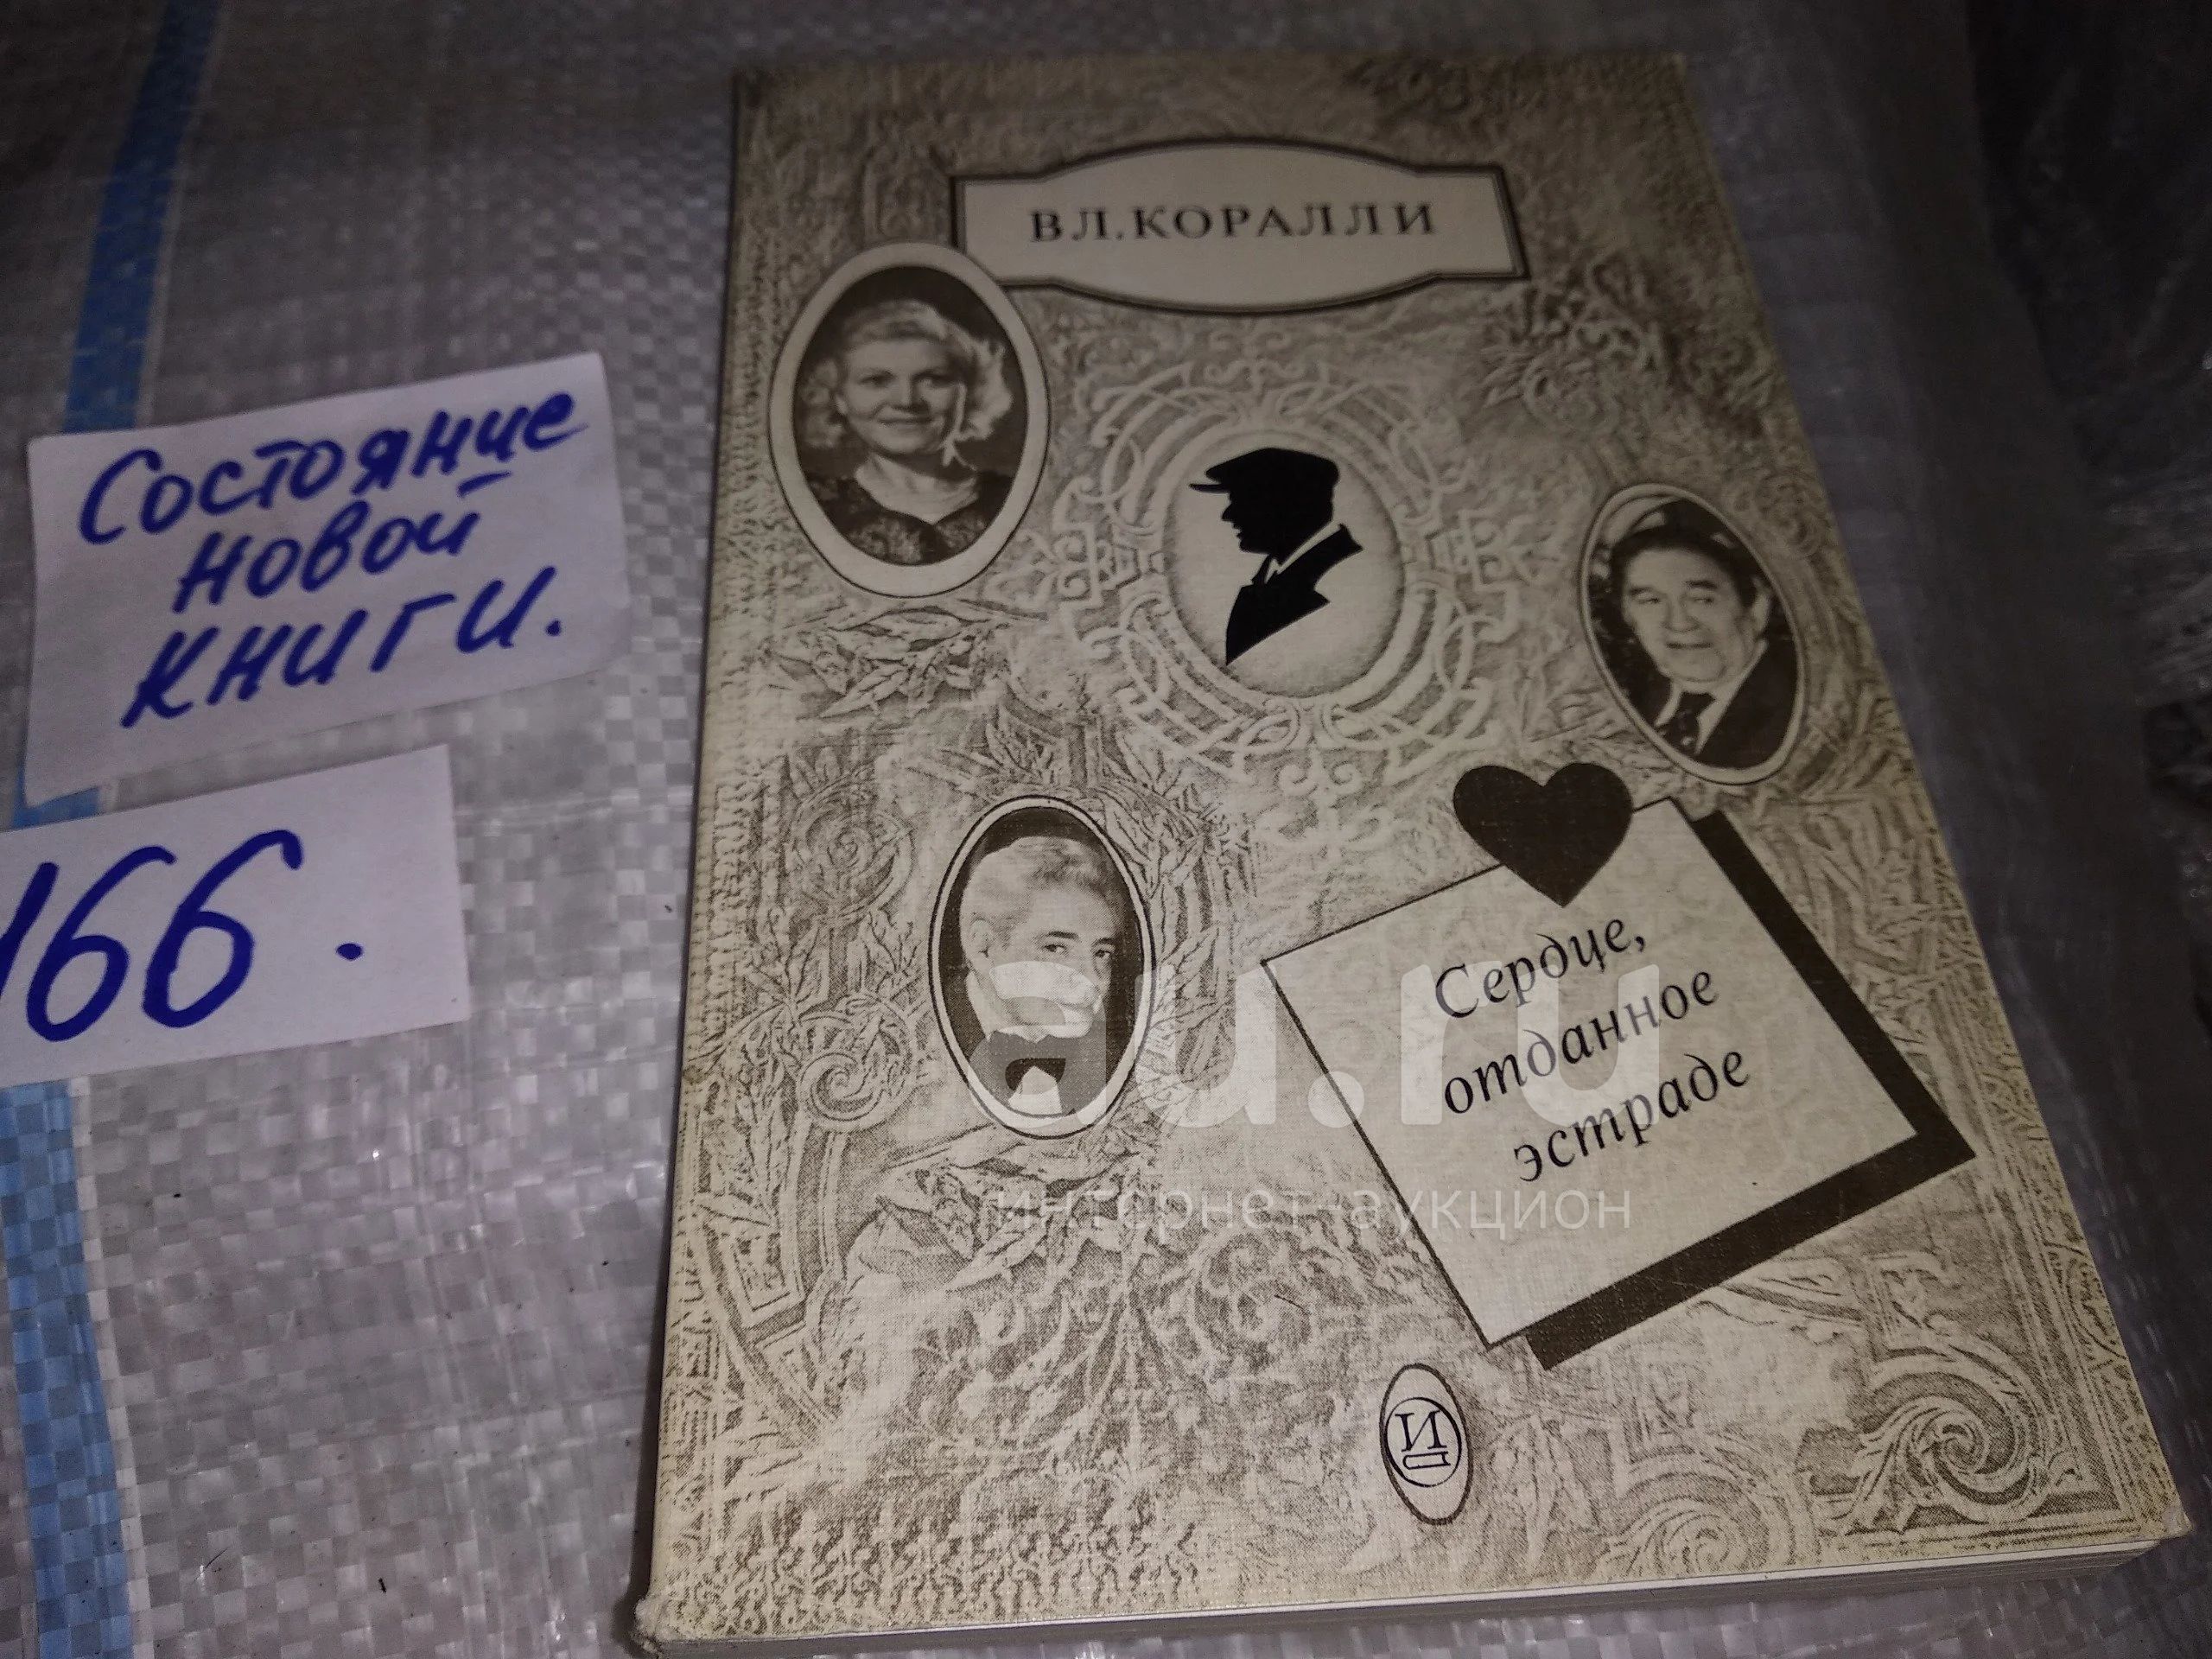 ВЛ.КОРАЛЛИ
Состояние
новой
книги.
166.
Сердце,
отданное
эстраде
au.ru
интернет-аукцион
И